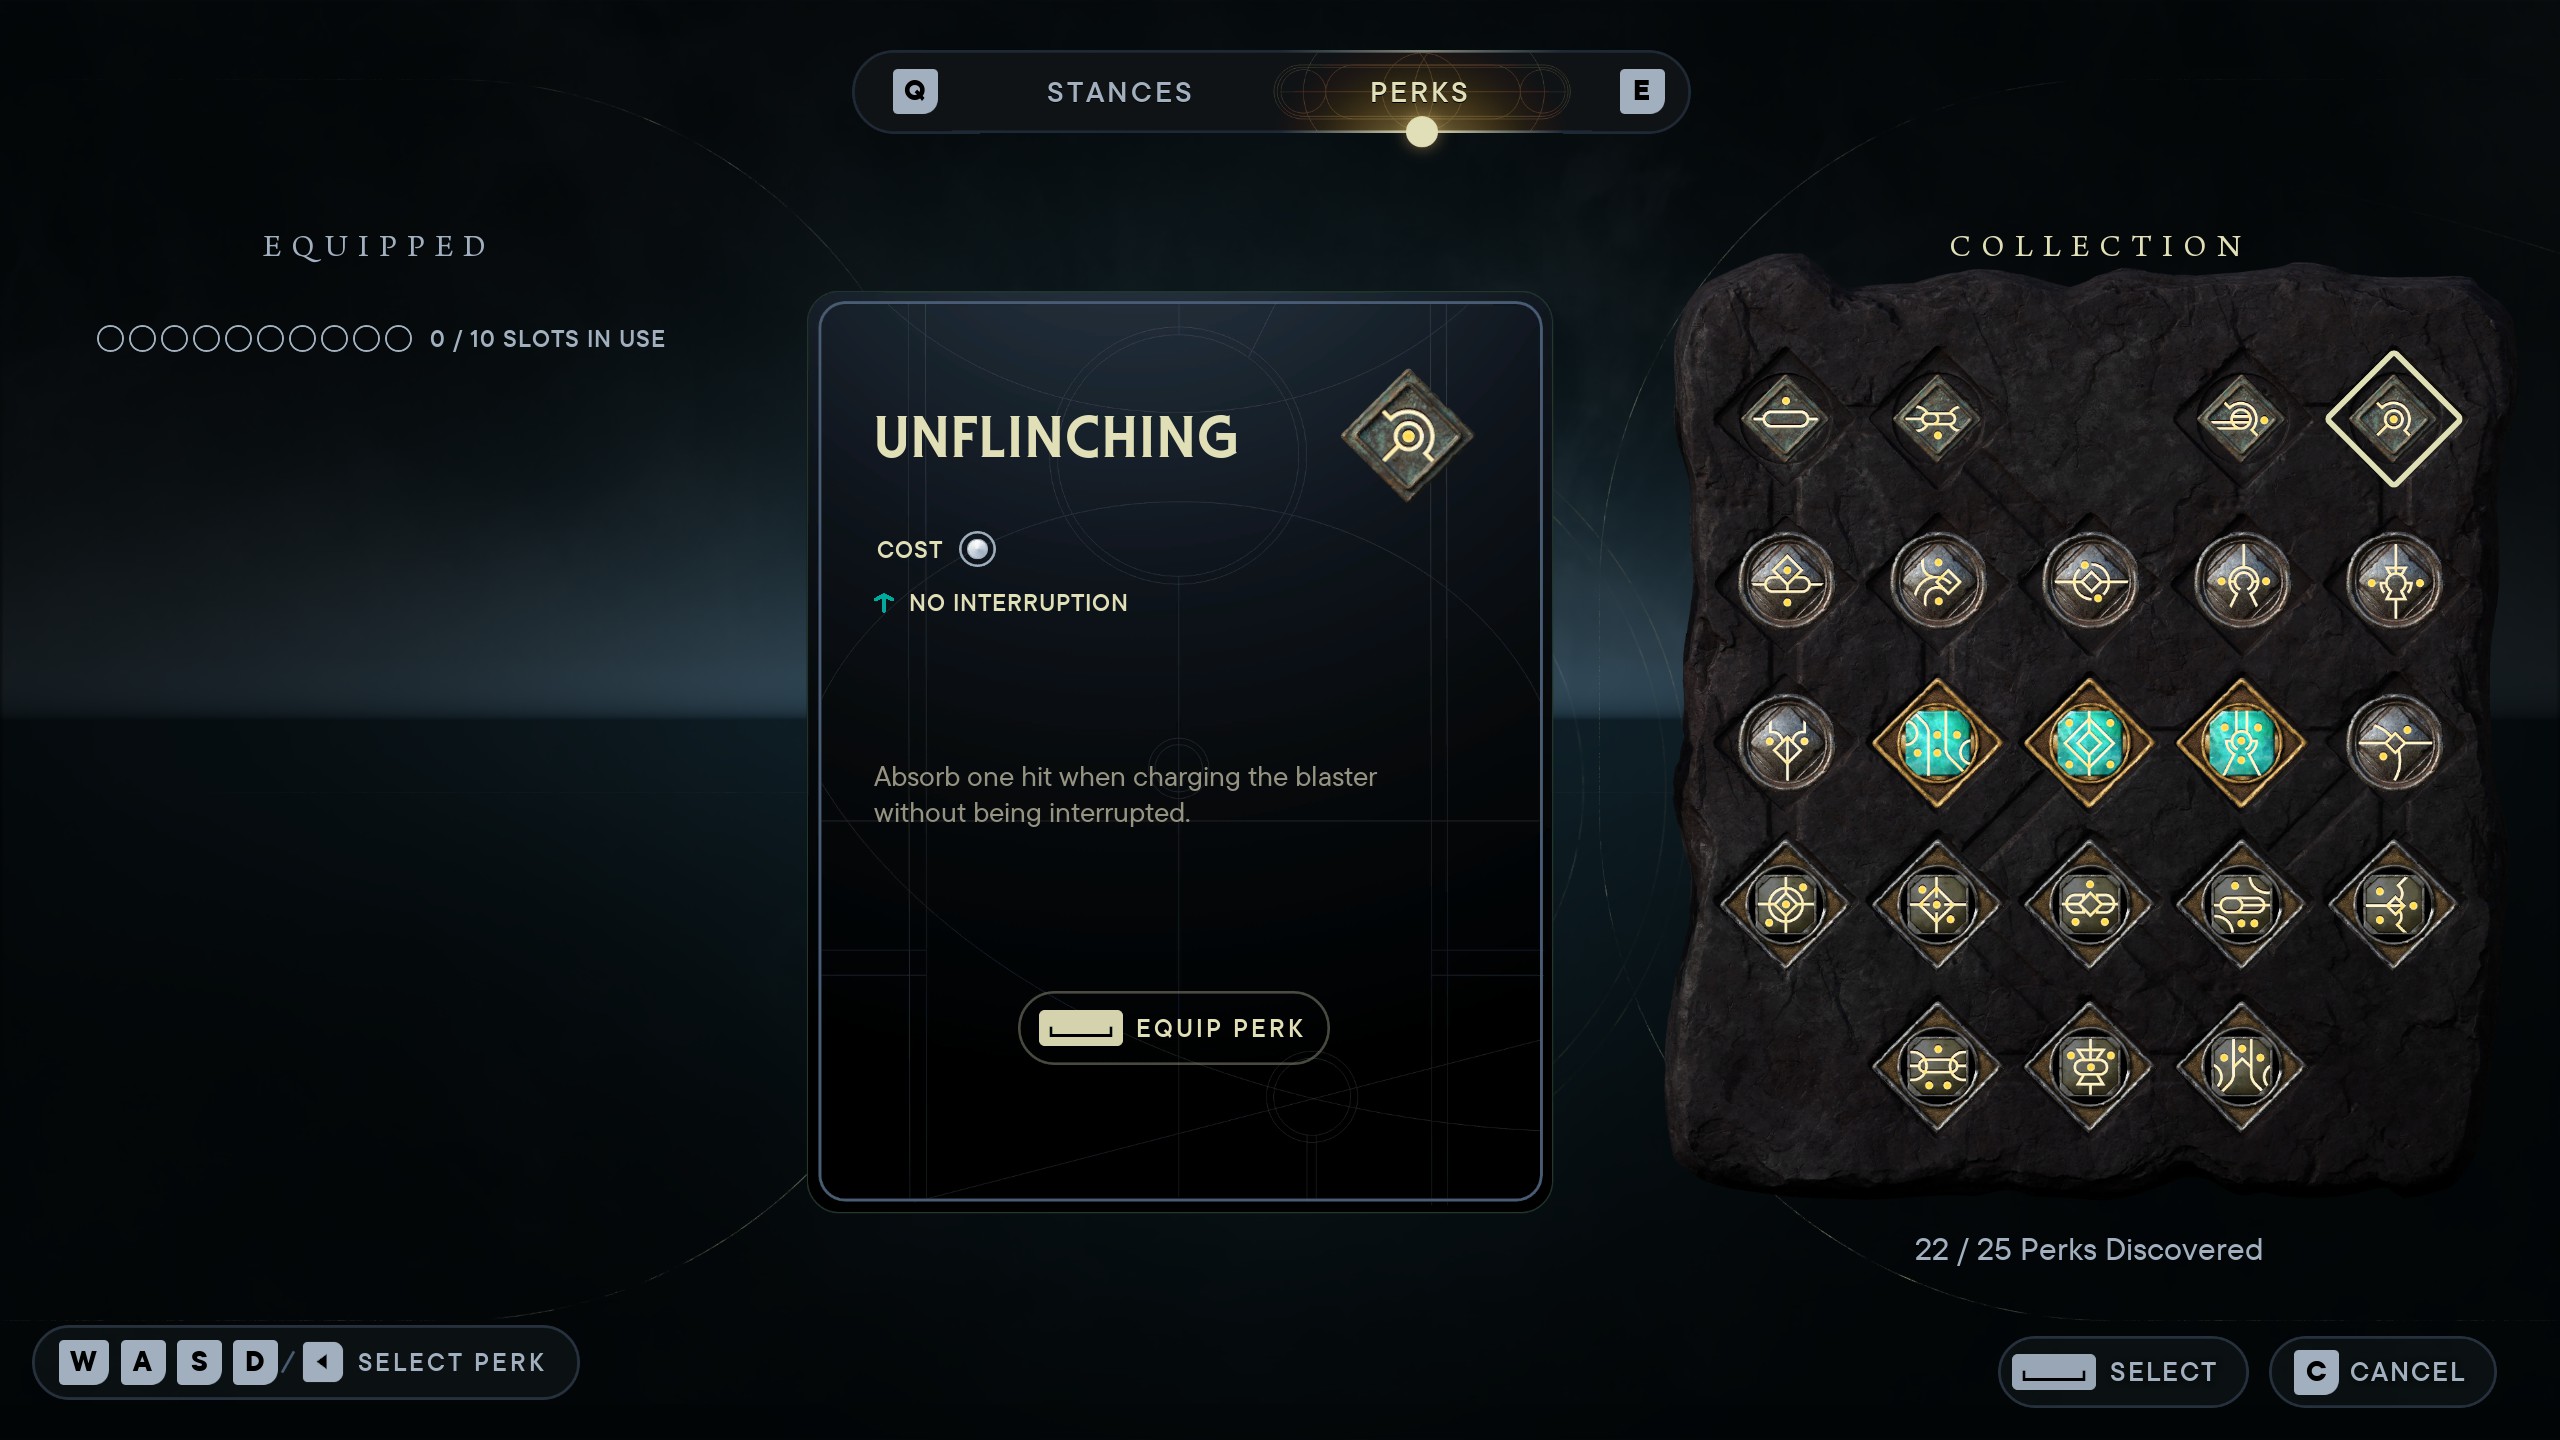 Q STANCES PERKS E
EQUIPPED
0 / 10 SLOTS IN USE
UNFLINCHING
COST
NO INTERRUPTION
Absorb one hit when charging the blaster
without being interrupted.
EQUIP PERK
COLLECTION
22 / 25 Perks Discovered
W A S D / SELECT PERK
SELECT
C CANCEL